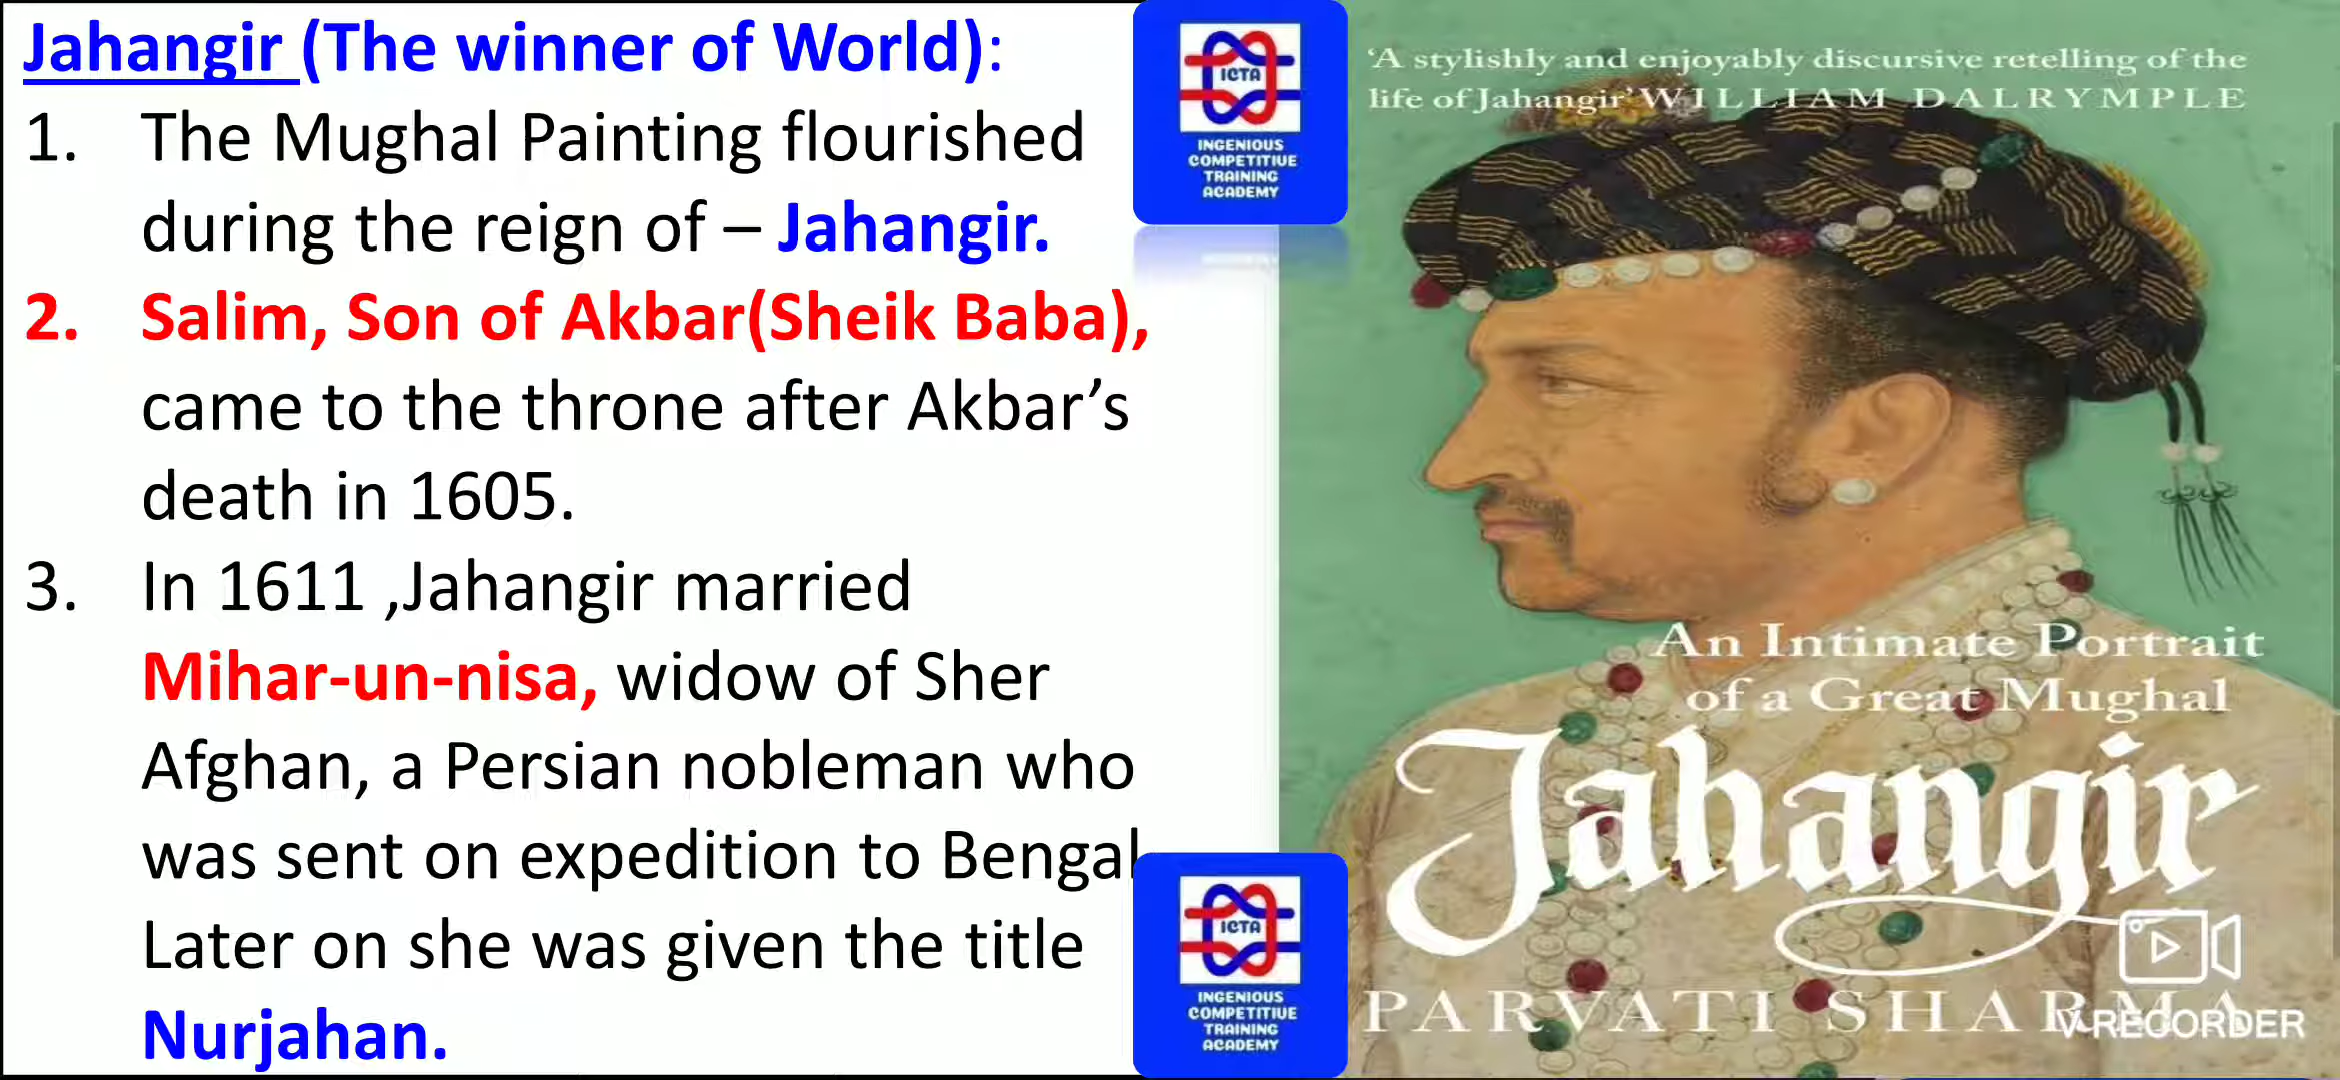 Jahangir (The winner of World):
1. The Mughal Painting flourished
during the reign of – Jahangir.
2. Salim, Son of Akbar(Sheik Baba),
came to the throne after Akbar’s
death in 1605.
3. In 1611 ,Jahangir married
Mihar-un-nisa, widow of Sher
Afghan, a Persian nobleman who
was sent on expedition to Bengal
Later on she was given the title
Nurjahan.
ICTA
INGENIOUS
COMPETITIVE
TRAINING
ACADEMY
‘A stylishly and enjoyably discursive retelling of the
life of Jahangir’ WILLIAM DALRYMPLE
An Intimate Portrait
of a Great Mughal
Jahangir
PARVATI SHARMA
V-RECORDER
ICTA
INGENIOUS
COMPETITIVE
TRAINING
ACADEMY